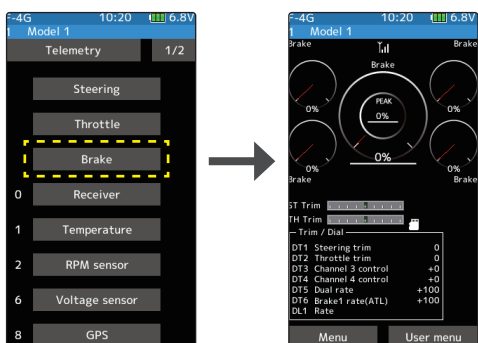 F-4G 10:20 6.8V
1 Model 1
Telemetry 1/2
Steering
Throttle
Brake
0 Receiver
1 Temperature
2 RPM sensor
6 Voltage sensor
8 GPS
F-4G 10:20 6.8V
1 Model 1
Brake Brake
Brake
PEAK
0%
0% 0%
0%
0% 0%
Brake Brake
ST Trim
TH Trim
Trim / Dial
DT1 Steering trim 0
DT2 Throttle trim 0
DT3 Channel 3 control +0
DT4 Channel 4 control +0
DT5 Dual rate +100
DT6 Brake1 rate(ATL) +100
DL1 Rate
Menu User menu